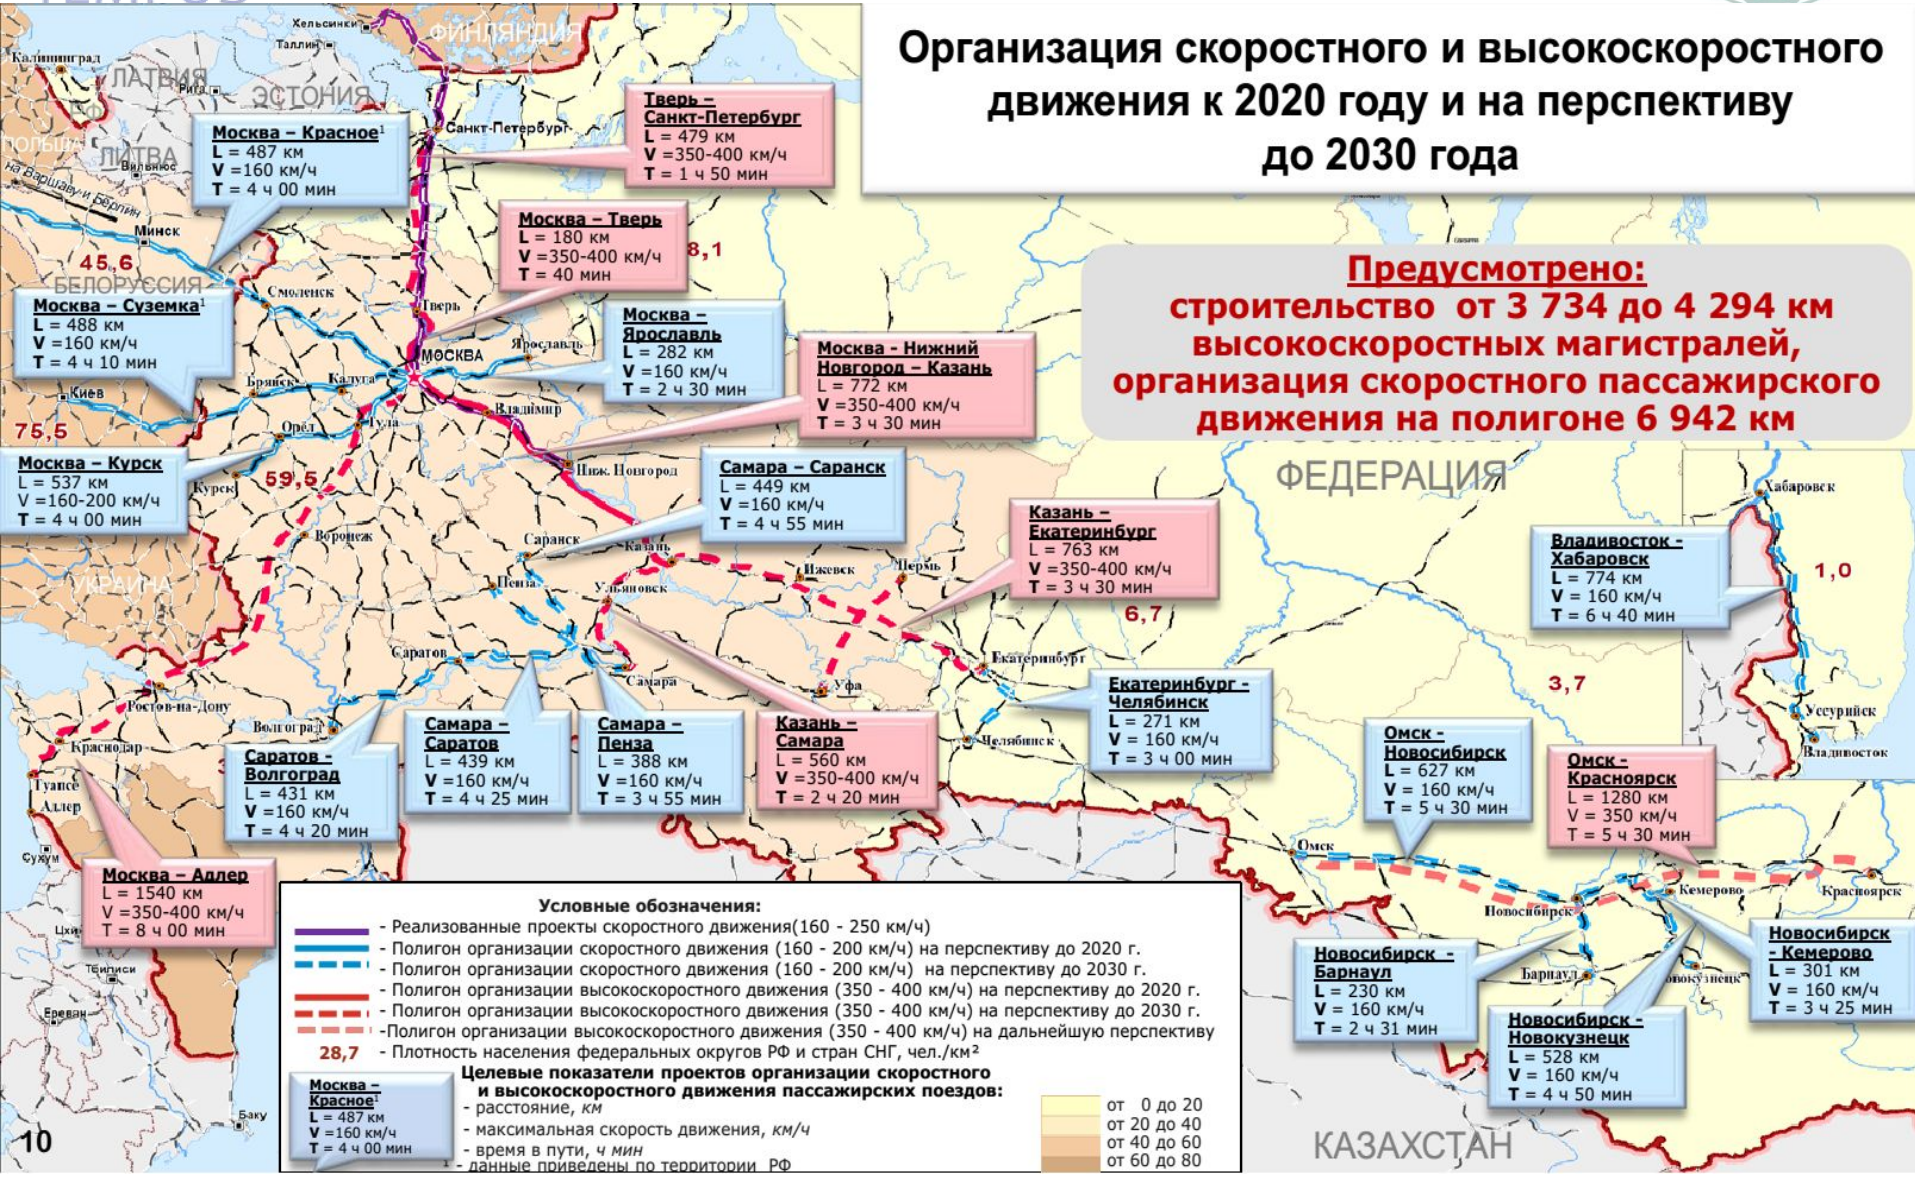 Организация скоростного и высокоскоростного
движения к 2020 году и на перспективу
до 2030 года
Предусмотрено:
строительство от 3 734 до 4 294 км
высокоскоростных магистралей,
организация скоростного пассажирского
движения на полигоне 6 942 км
Хельсинки
ФИНЛЯНДИЯ
Таллин
Калининград
ЛАТВИЯ
Рига
ЭСТОНИЯ
РФ
ПОЛЬША
ЛИТВА
Вильнюс
на Варшаву и Берлин
Санкт-Петербург
Москва – Красное¹
L = 487 км
V =160 км/ч
T = 4 ч 00 мин
Тверь –
Санкт-Петербург
L = 479 км
V =350-400 км/ч
T = 1 ч 50 мин
Москва – Тверь
L = 180 км
V =350-400 км/ч
T = 40 мин
8,1
Минск
45,6
БЕЛОРУССИЯ
Смоленск
Тверь
Москва – Суземка¹
L = 488 км
V =160 км/ч
T = 4 ч 10 мин
Москва –
Ярославль
L = 282 км
V =160 км/ч
T = 2 ч 30 мин
Ярославль
МОСКВА
Москва - Нижний
Новгород – Казань
L = 772 км
V =350-400 км/ч
T = 3 ч 30 мин
Киев
Брянск
Калуга
Владимир
75,5
Орёл
Тула
Москва – Курск
L = 537 км
V =160-200 км/ч
T = 4 ч 00 мин
Курск
59,5
Ниж. Новгород
Самара – Саранск
L = 449 км
V =160 км/ч
T = 4 ч 55 мин
ФЕДЕРАЦИЯ
Воронеж
Саранск
Казань
Казань –
Екатеринбург
L = 763 км
V =350-400 км/ч
T = 3 ч 30 мин
6,7
УКРАИНА
Пенза
Ульяновск
Ижевск
Пермь
Хабаровск
Владивосток -
Хабаровск
L = 774 км
V = 160 км/ч
T = 6 ч 40 мин
1,0
Саратов
Самара
Уфа
Екатеринбург
3,7
Ростов-на-Дону
Волгоград
Краснодар
Челябинск
Уссурийск
Владивосток
Туапсе
Адлер
Сухум
Саратов -
Волгоград
L = 431 км
V =160 км/ч
T = 4 ч 20 мин
Самара –
Саратов
L = 439 км
V =160 км/ч
T = 4 ч 25 мин
Самара –
Пенза
L = 388 км
V =160 км/ч
T = 3 ч 55 мин
Казань –
Самара
L = 560 км
V =350-400 км/ч
T = 2 ч 20 мин
Екатеринбург -
Челябинск
L = 271 км
V = 160 км/ч
T = 3 ч 00 мин
Омск -
Новосибирск
L = 627 км
V = 160 км/ч
T = 5 ч 30 мин
Омск -
Красноярск
L = 1280 км
V = 350 км/ч
T = 5 ч 30 мин
Москва – Адлер
L = 1540 км
V =350-400 км/ч
T = 8 ч 00 мин
Омск
Новосибирск
Кемерово
Красноярск
Барнаул
Новосибирск -
Барнаул
L = 230 км
V = 160 км/ч
T = 2 ч 31 мин
Новосибирск -
Новокузнецк
L = 528 км
V = 160 км/ч
T = 4 ч 50 мин
Новосибирск
- Кемерово
L = 301 км
V = 160 км/ч
T = 3 ч 25 мин
Тбилиси
Ереван
Баку
КАЗАХСТАН
Условные обозначения:
- Реализованные проекты скоростного движения(160 - 250 км/ч)
- Полигон организации скоростного движения (160 - 200 км/ч) на перспективу до 2020 г.
- Полигон организации скоростного движения (160 - 200 км/ч) на перспективу до 2030 г.
- Полигон организации высокоскоростного движения (350 - 400 км/ч) на перспективу до 2020 г.
- Полигон организации высокоскоростного движения (350 - 400 км/ч) на перспективу до 2030 г.
-Полигон организации высокоскоростного движения (350 - 400 км/ч) на дальнейшую перспективу
28,7 - Плотность населения федеральных округов РФ и стран СНГ, чел./км²
Целевые показатели проектов организации скоростного
и высокоскоростного движения пассажирских поездов:
Москва –
Красное¹
L = 487 км
V =160 км/ч
T = 4 ч 00 мин
- расстояние, км
- максимальная скорость движения, км/ч
- время в пути, ч мин
¹ - данные приведены по территории РФ
от 0 до 20
от 20 до 40
от 40 до 60
от 60 до 80
10